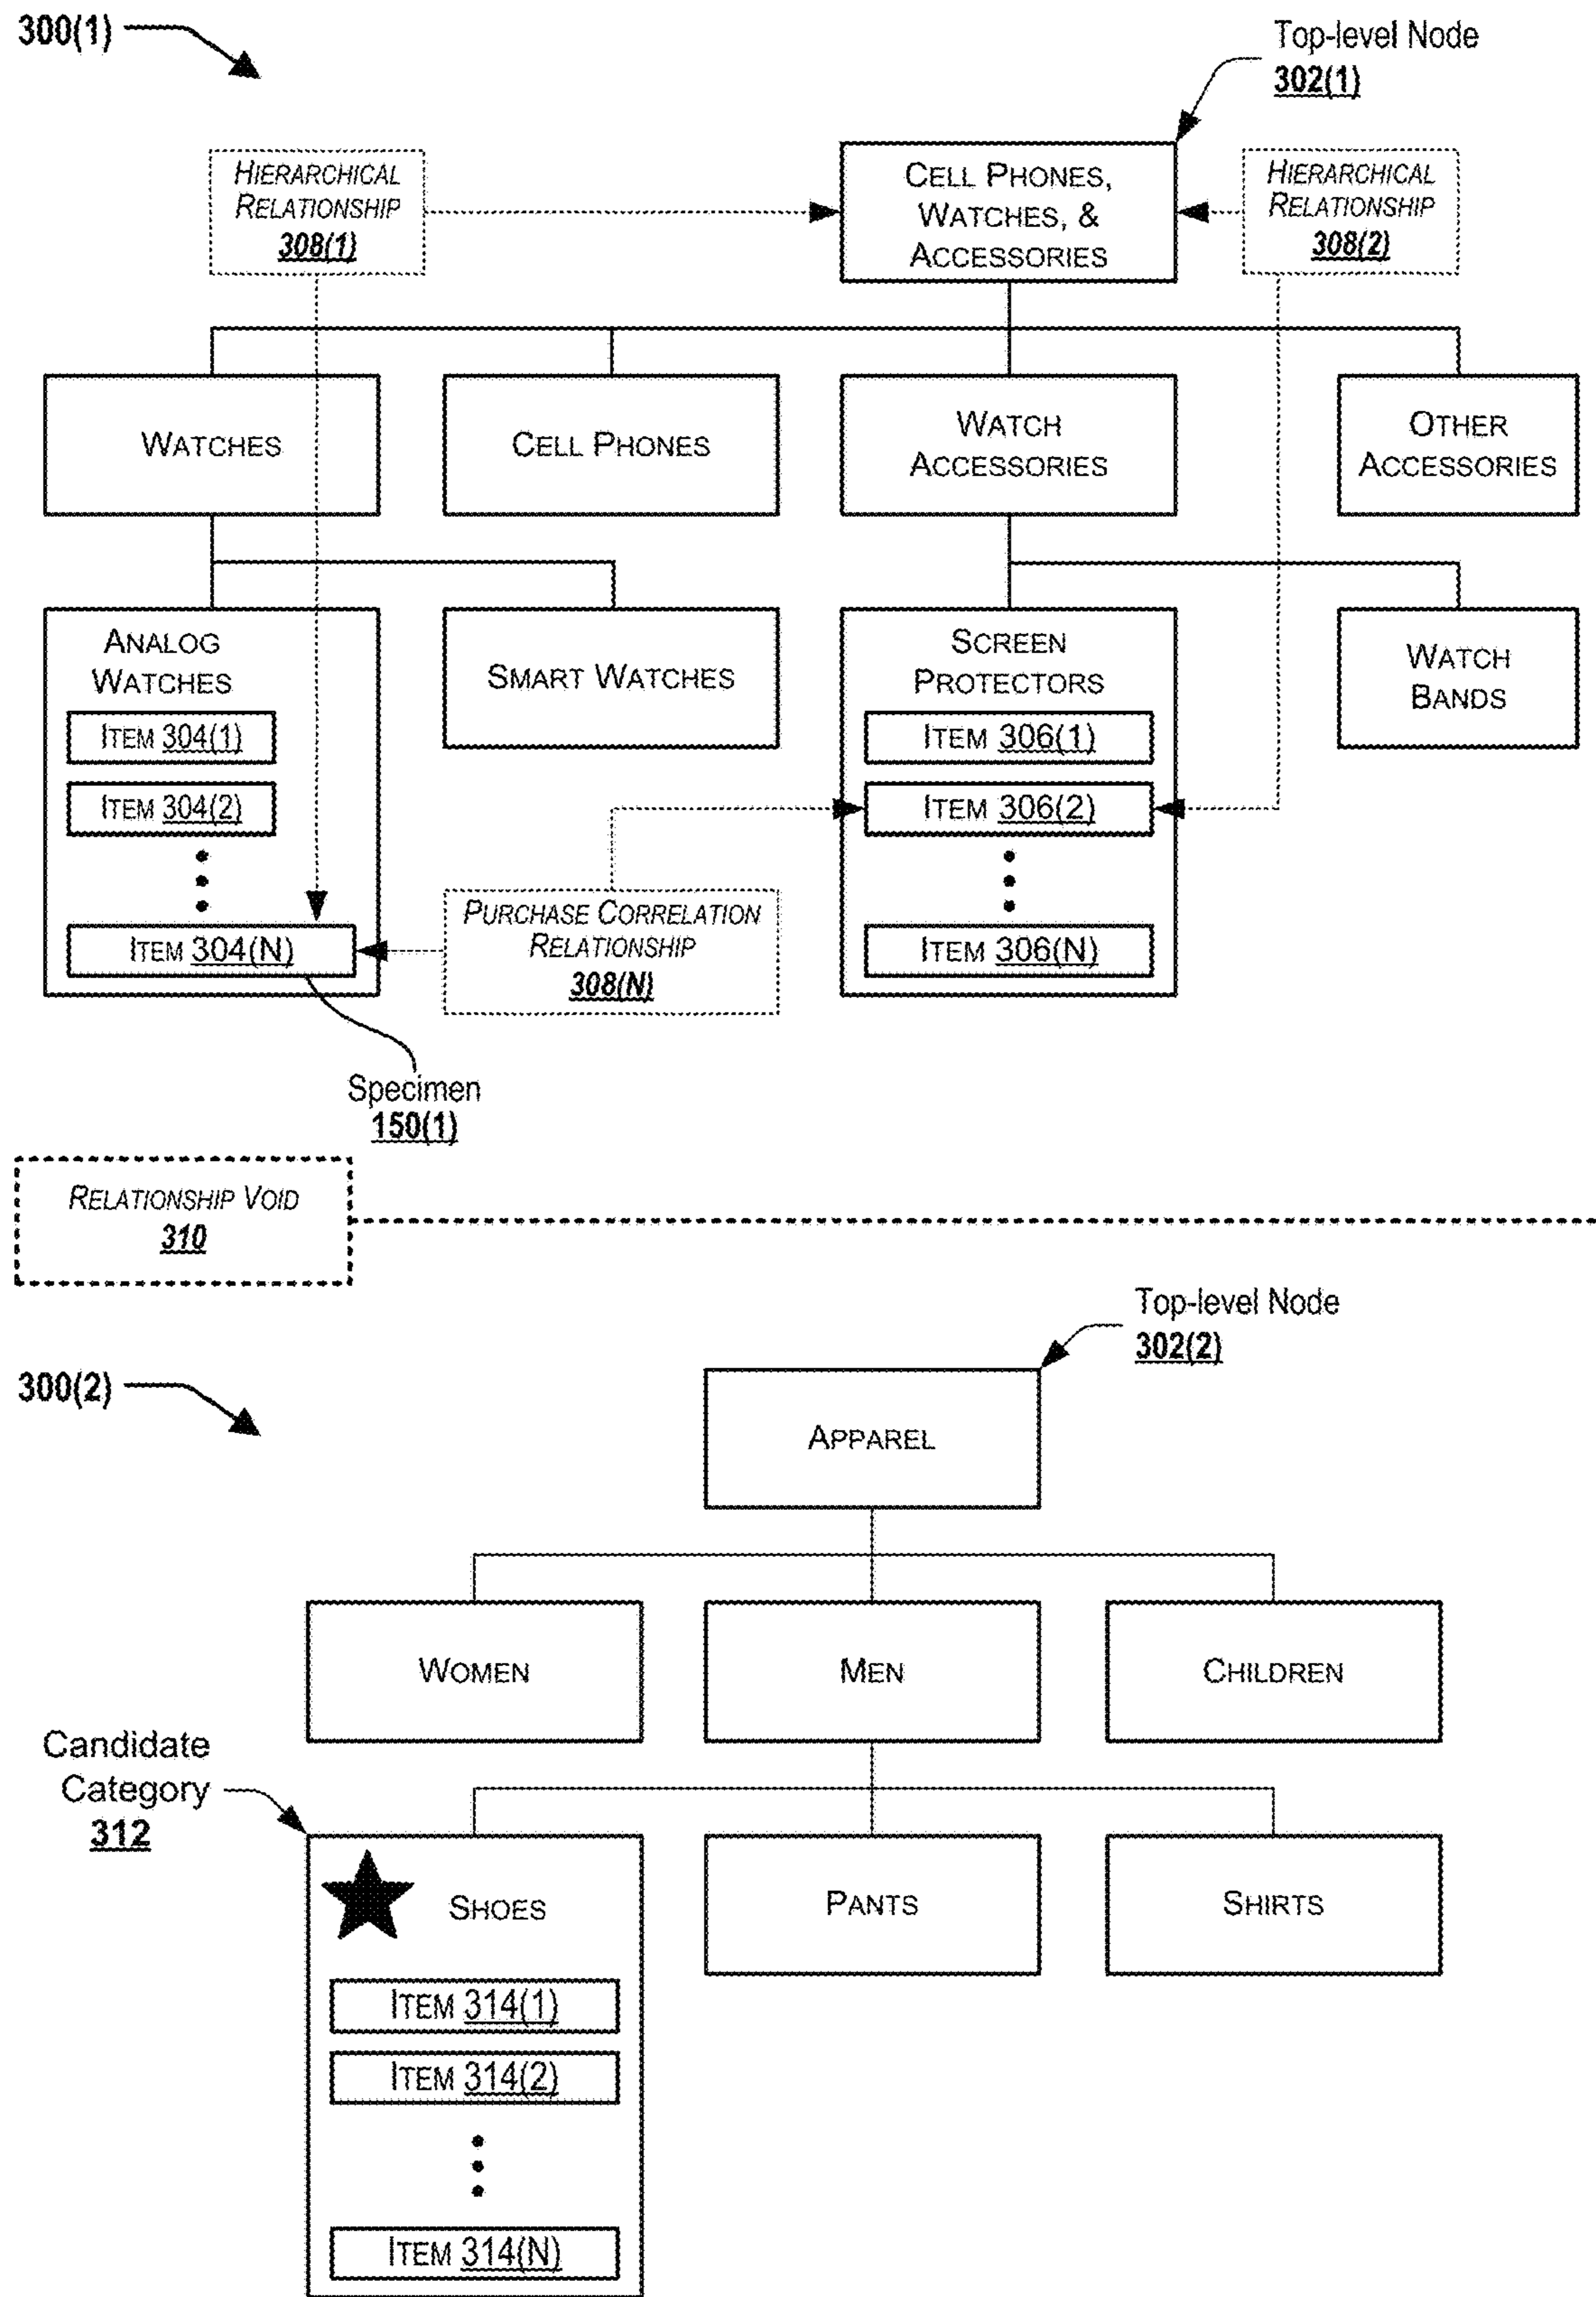 300(1)
Top-level Node
302(1)
HIERARCHICAL
RELATIONSHIP
308(1)
CELL PHONES,
WATCHES, &
ACCESSORIES
HIERARCHICAL
RELATIONSHIP
308(2)
WATCHES
CELL PHONES
WATCH
ACCESSORIES
OTHER
ACCESSORIES
ANALOG
WATCHES
ITEM 304(1)
ITEM 304(2)
ITEM 304(N)
SMART WATCHES
SCREEN
PROTECTORS
ITEM 306(1)
ITEM 306(2)
ITEM 306(N)
WATCH
BANDS
PURCHASE CORRELATION
RELATIONSHIP
308(N)
Specimen
150(1)
RELATIONSHIP VOID
310
Top-level Node
302(2)
300(2)
APPAREL
WOMEN
MEN
CHILDREN
Candidate
Category
312
SHOES
ITEM 314(1)
ITEM 314(2)
ITEM 314(N)
PANTS
SHIRTS